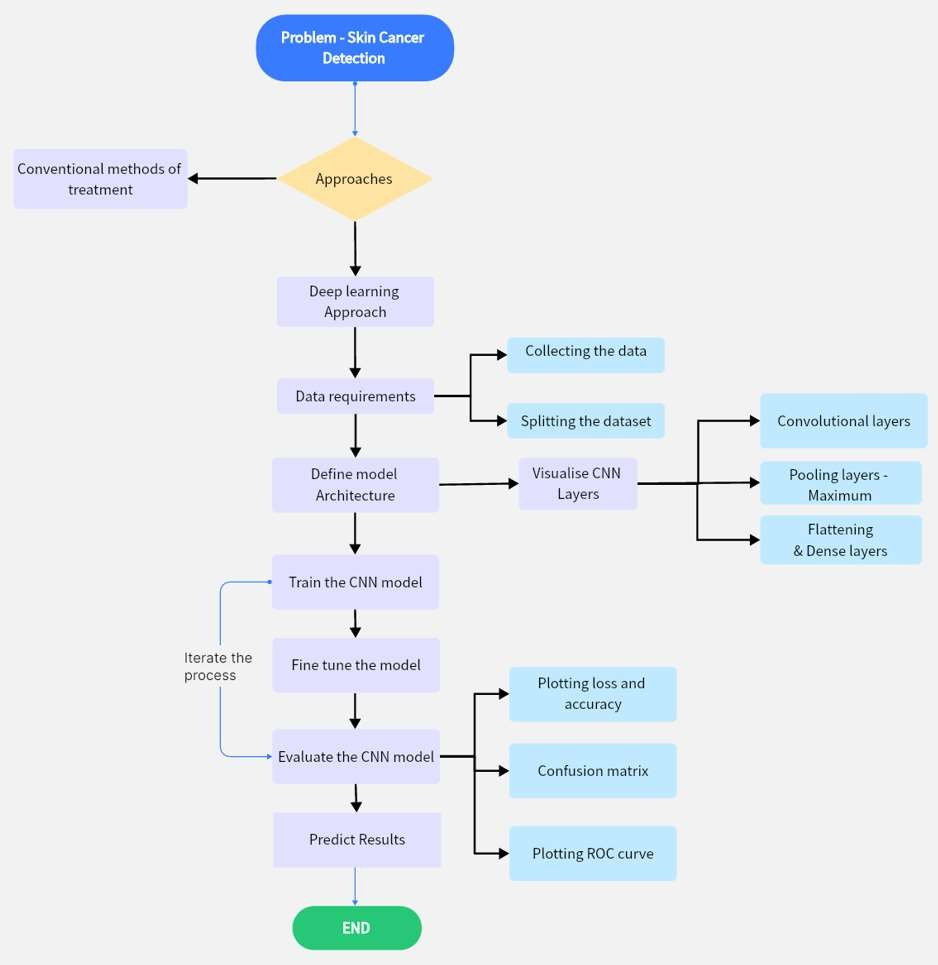 Problem - Skin Cancer
Detection
Conventional methods of
treatment
Approaches
Deep learning
Approach
Data requirements
Collecting the data
Splitting the dataset
Define model
Architecture
Visualise CNN
Layers
Convolutional layers
Pooling layers -
Maximum
Flattening
& Dense layers
Train the CNN model
Iterate the
process
Fine tune the model
Evaluate the CNN model
Plotting loss and
accuracy
Confusion matrix
Plotting ROC curve
Predict Results
END